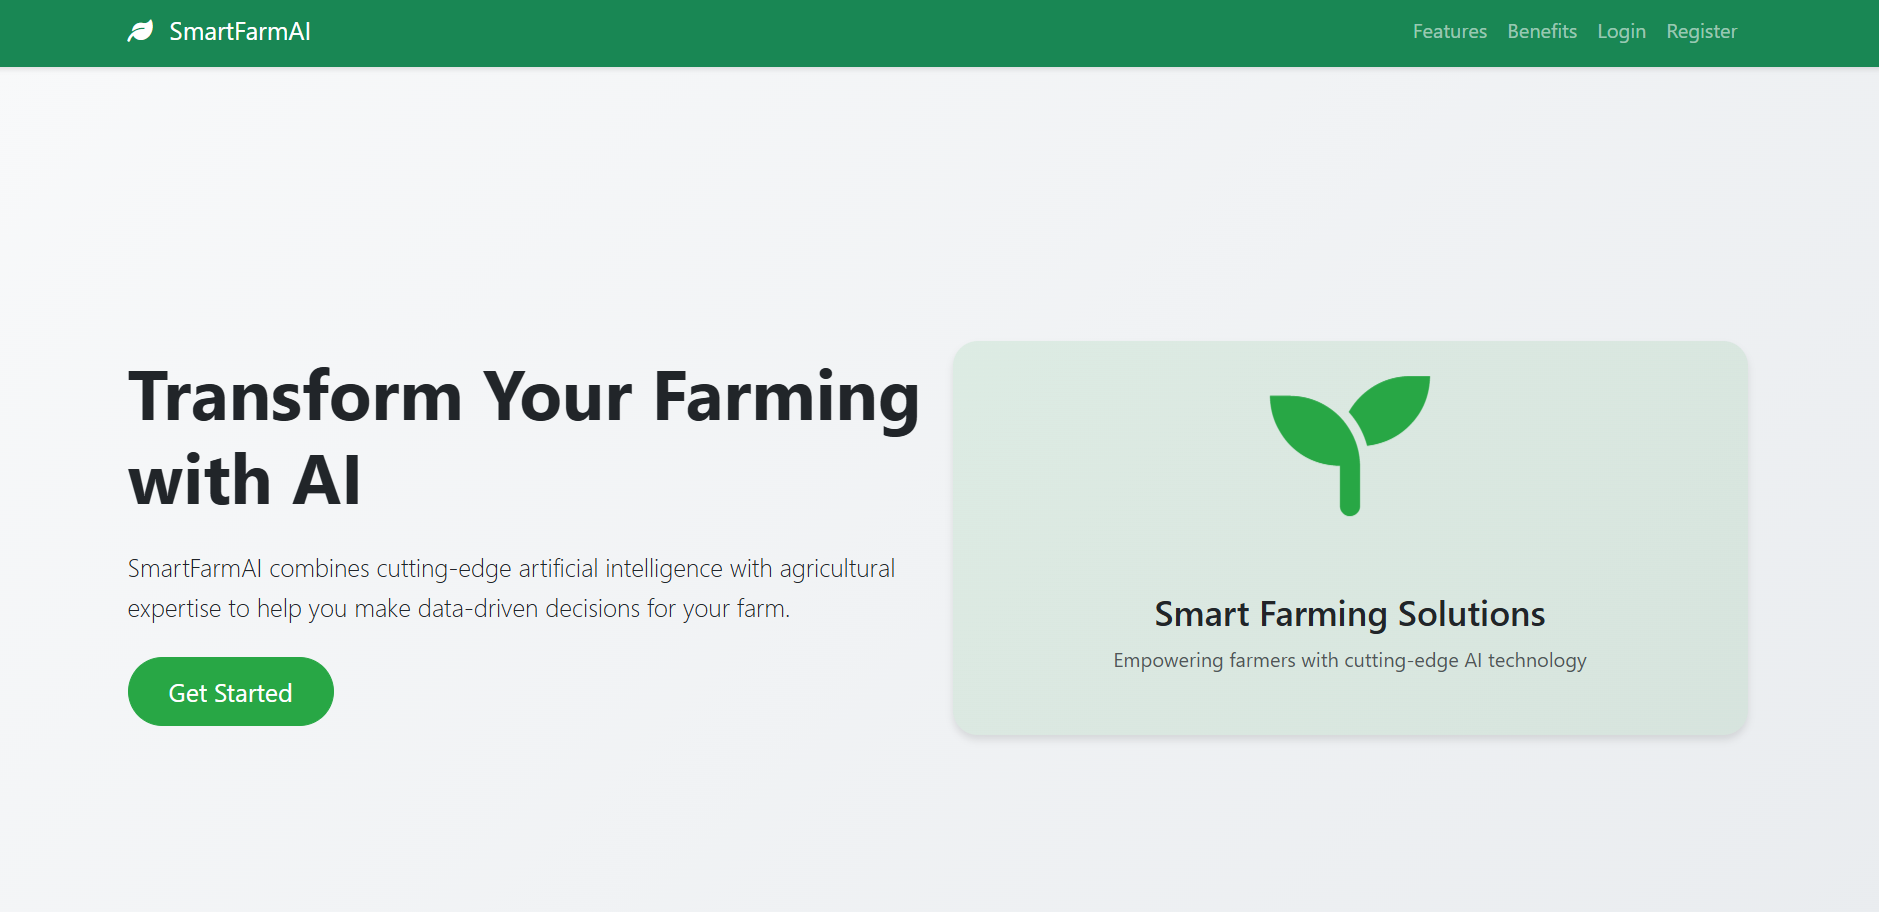 SmartFarmAI
Features Benefits Login Register
Transform Your Farming
with AI
SmartFarmAI combines cutting-edge artificial intelligence with agricultural
expertise to help you make data-driven decisions for your farm.
Get Started
Smart Farming Solutions
Empowering farmers with cutting-edge AI technology